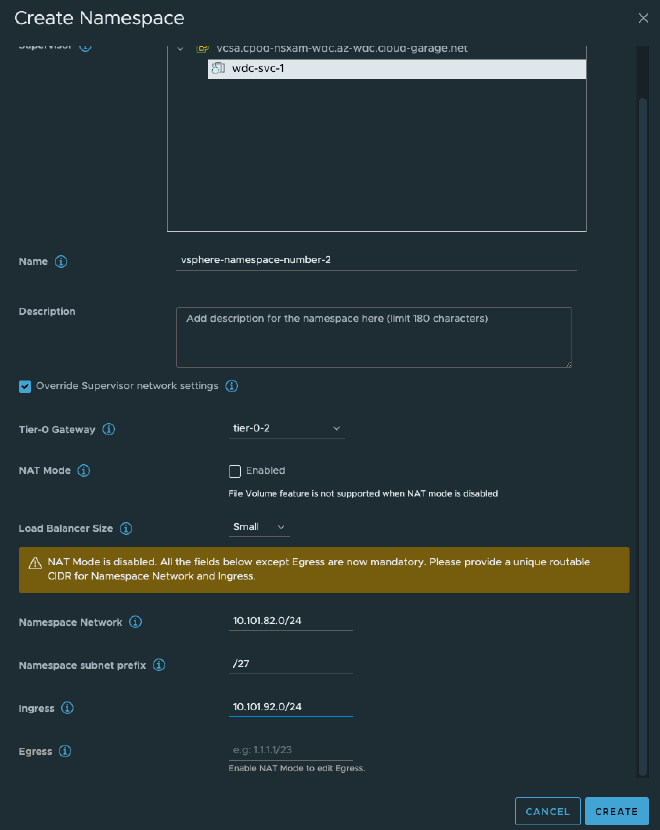 Create Namespace
Supervisor
vcsa.cpod-nsxam-wdc.az-wdc.cloud-garage.net
wdc-svc-1
Name
vsphere-namespace-number-2
Description
Add description for the namespace here (limit 180 characters)
Override Supervisor network settings
Tier-0 Gateway
tier-0-2
NAT Mode
Enabled
File Volume feature is not supported when NAT mode is disabled
Load Balancer Size
Small
NAT Mode is disabled. All the fields below except Egress are now mandatory. Please provide a unique routable
CIDR for Namespace Network and Ingress.
Namespace Network
10.101.82.0/24
Namespace subnet prefix
/27
Ingress
10.101.92.0/24
Egress
e.g: 1.1.1.1/23
Enable NAT Mode to edit Egress.
CANCEL
CREATE